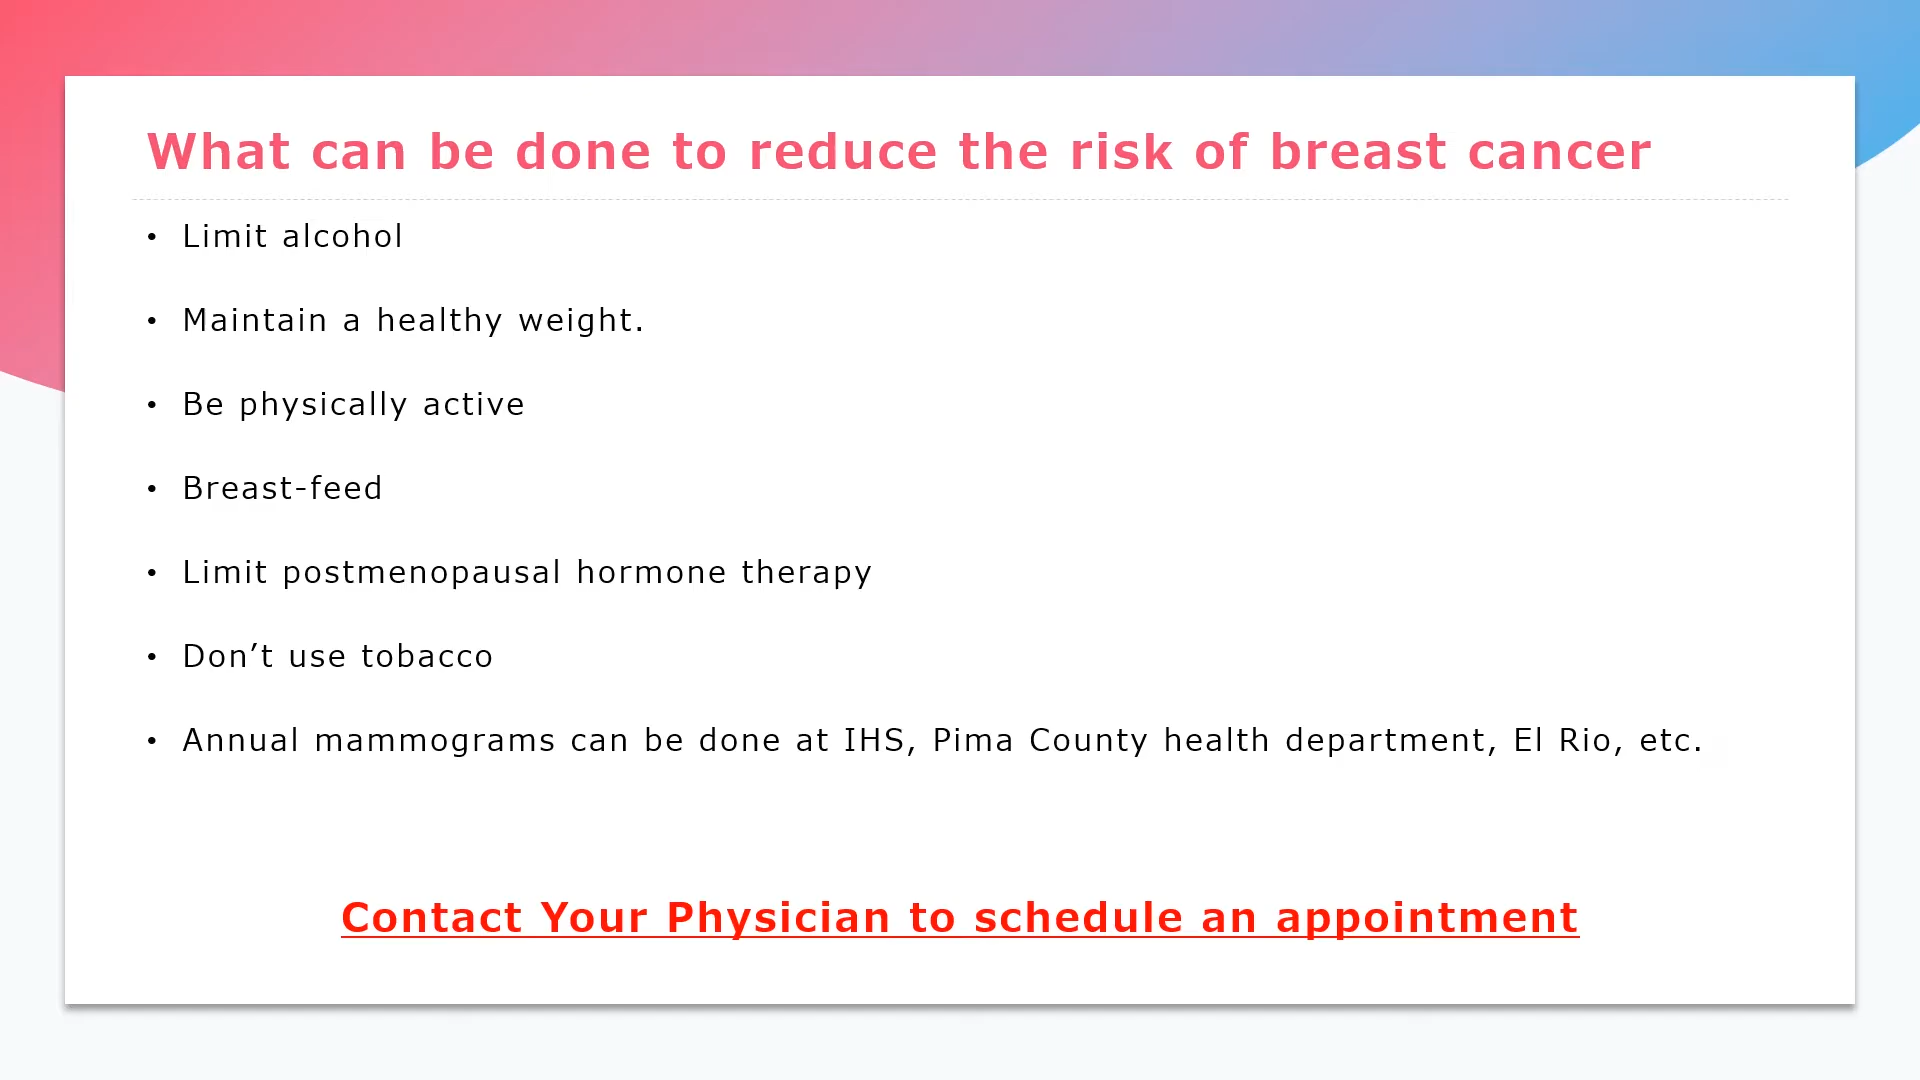 What can be done to reduce the risk of breast cancer
• Limit alcohol
• Maintain a healthy weight.
• Be physically active
• Breast-feed
• Limit postmenopausal hormone therapy
• Don’t use tobacco
• Annual mammograms can be done at IHS, Pima County health department, El Rio, etc.
Contact Your Physician to schedule an appointment